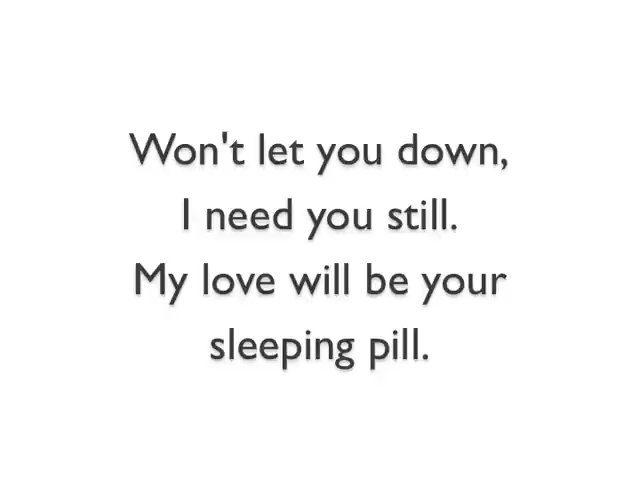 Won't let you down,
I need you still.
My love will be your
sleeping pill.